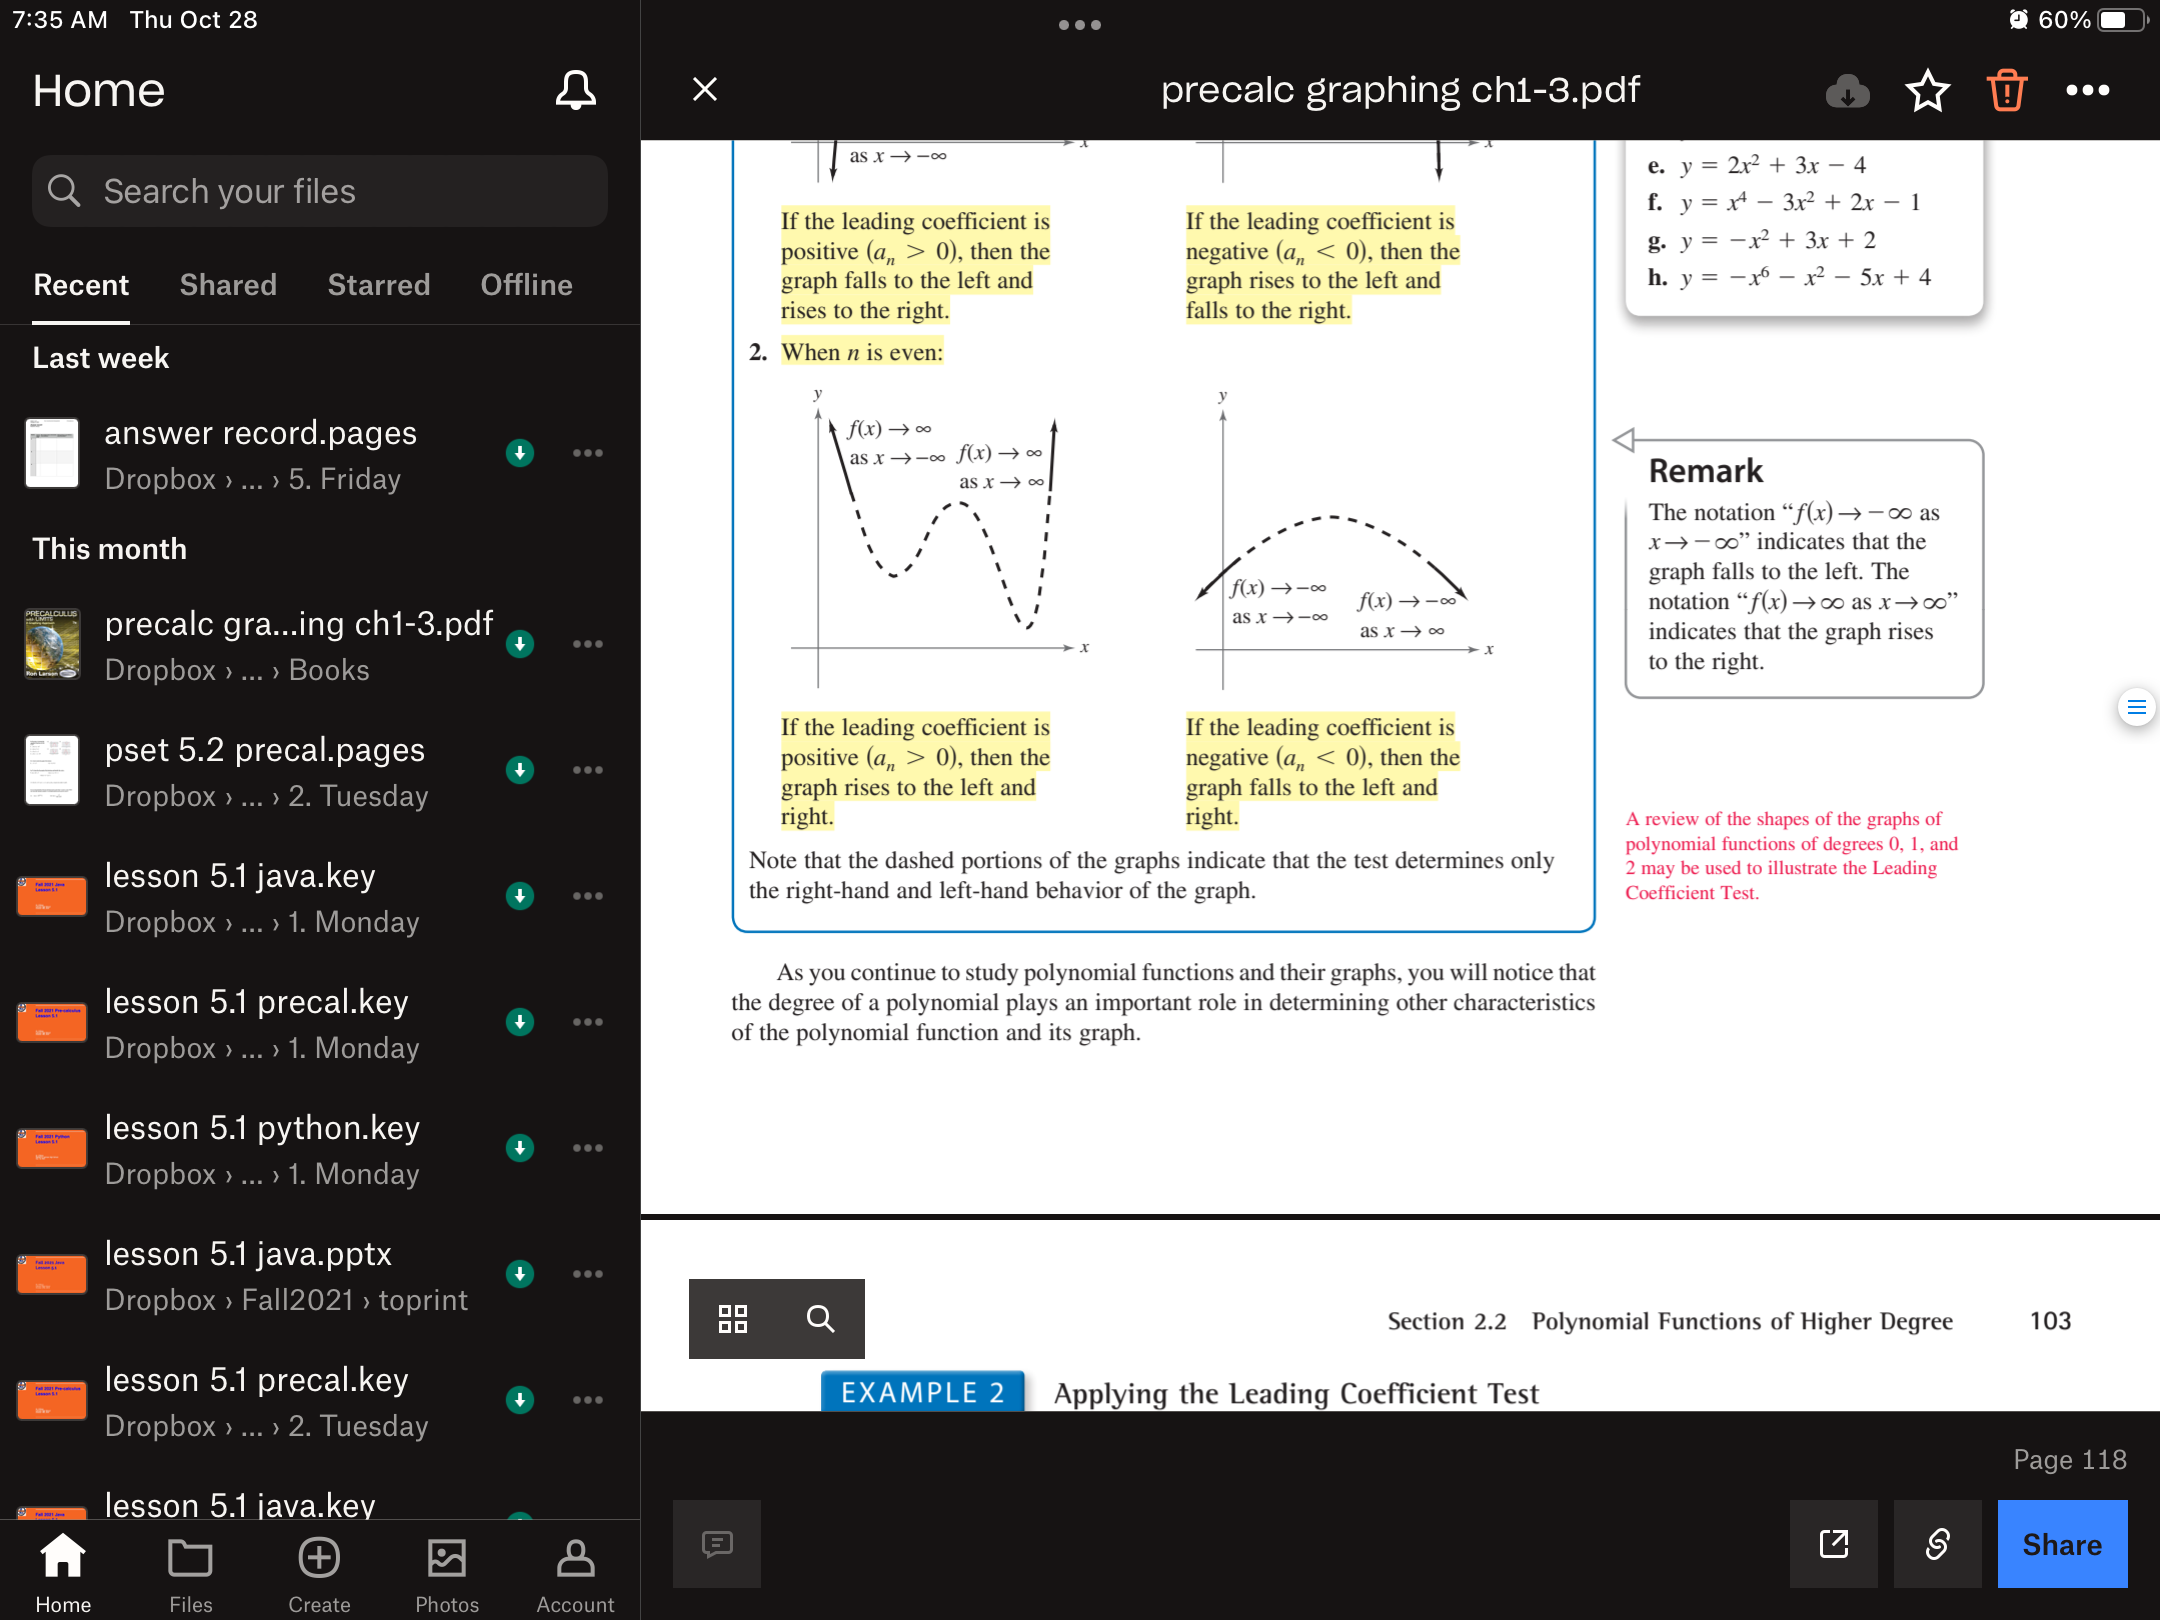 7:35 AM Thu Oct 28
60%
Home
Search your files
Recent Shared Starred Offline
Last week
answer record.pages
Dropbox › ... › 5. Friday
This month
precalc gra...ing ch1-3.pdf
Dropbox › ... › Books
pset 5.2 precal.pages
Dropbox › ... › 2. Tuesday
lesson 5.1 java.key
Dropbox › ... › 1. Monday
lesson 5.1 precal.key
Dropbox › ... › 1. Monday
lesson 5.1 python.key
Dropbox › ... › 1. Monday
lesson 5.1 java.pptx
Dropbox › Fall2021 › toprint
lesson 5.1 precal.key
Dropbox › ... › 2. Tuesday
lesson 5.1 java.key
Home Files Create Photos Account
precalc graphing ch1-3.pdf
as x → −∞
x
x
If the leading coefficient is
positive (aₙ > 0), then the
graph falls to the left and
rises to the right.
If the leading coefficient is
negative (aₙ < 0), then the
graph rises to the left and
falls to the right.
2. When n is even:
y
f(x) → ∞
as x → −∞
f(x) → ∞
as x → ∞
x
y
f(x) → −∞
as x → −∞
f(x) → −∞
as x → ∞
x
If the leading coefficient is
positive (aₙ > 0), then the
graph rises to the left and
right.
If the leading coefficient is
negative (aₙ < 0), then the
graph falls to the left and
right.
Note that the dashed portions of the graphs indicate that the test determines only
the right-hand and left-hand behavior of the graph.
e. y = 2x² + 3x − 4
f. y = x⁴ − 3x² + 2x − 1
g. y = −x² + 3x + 2
h. y = −x⁶ − x² − 5x + 4
Remark
The notation “f(x) → −∞ as
x → −∞” indicates that the
graph falls to the left. The
notation “f(x) → ∞ as x → ∞”
indicates that the graph rises
to the right.
A review of the shapes of the graphs of
polynomial functions of degrees 0, 1, and
2 may be used to illustrate the Leading
Coefficient Test.
As you continue to study polynomial functions and their graphs, you will notice that
the degree of a polynomial plays an important role in determining other characteristics
of the polynomial function and its graph.
Section 2.2 Polynomial Functions of Higher Degree 103
EXAMPLE 2 Applying the Leading Coefficient Test
Page 118
Share